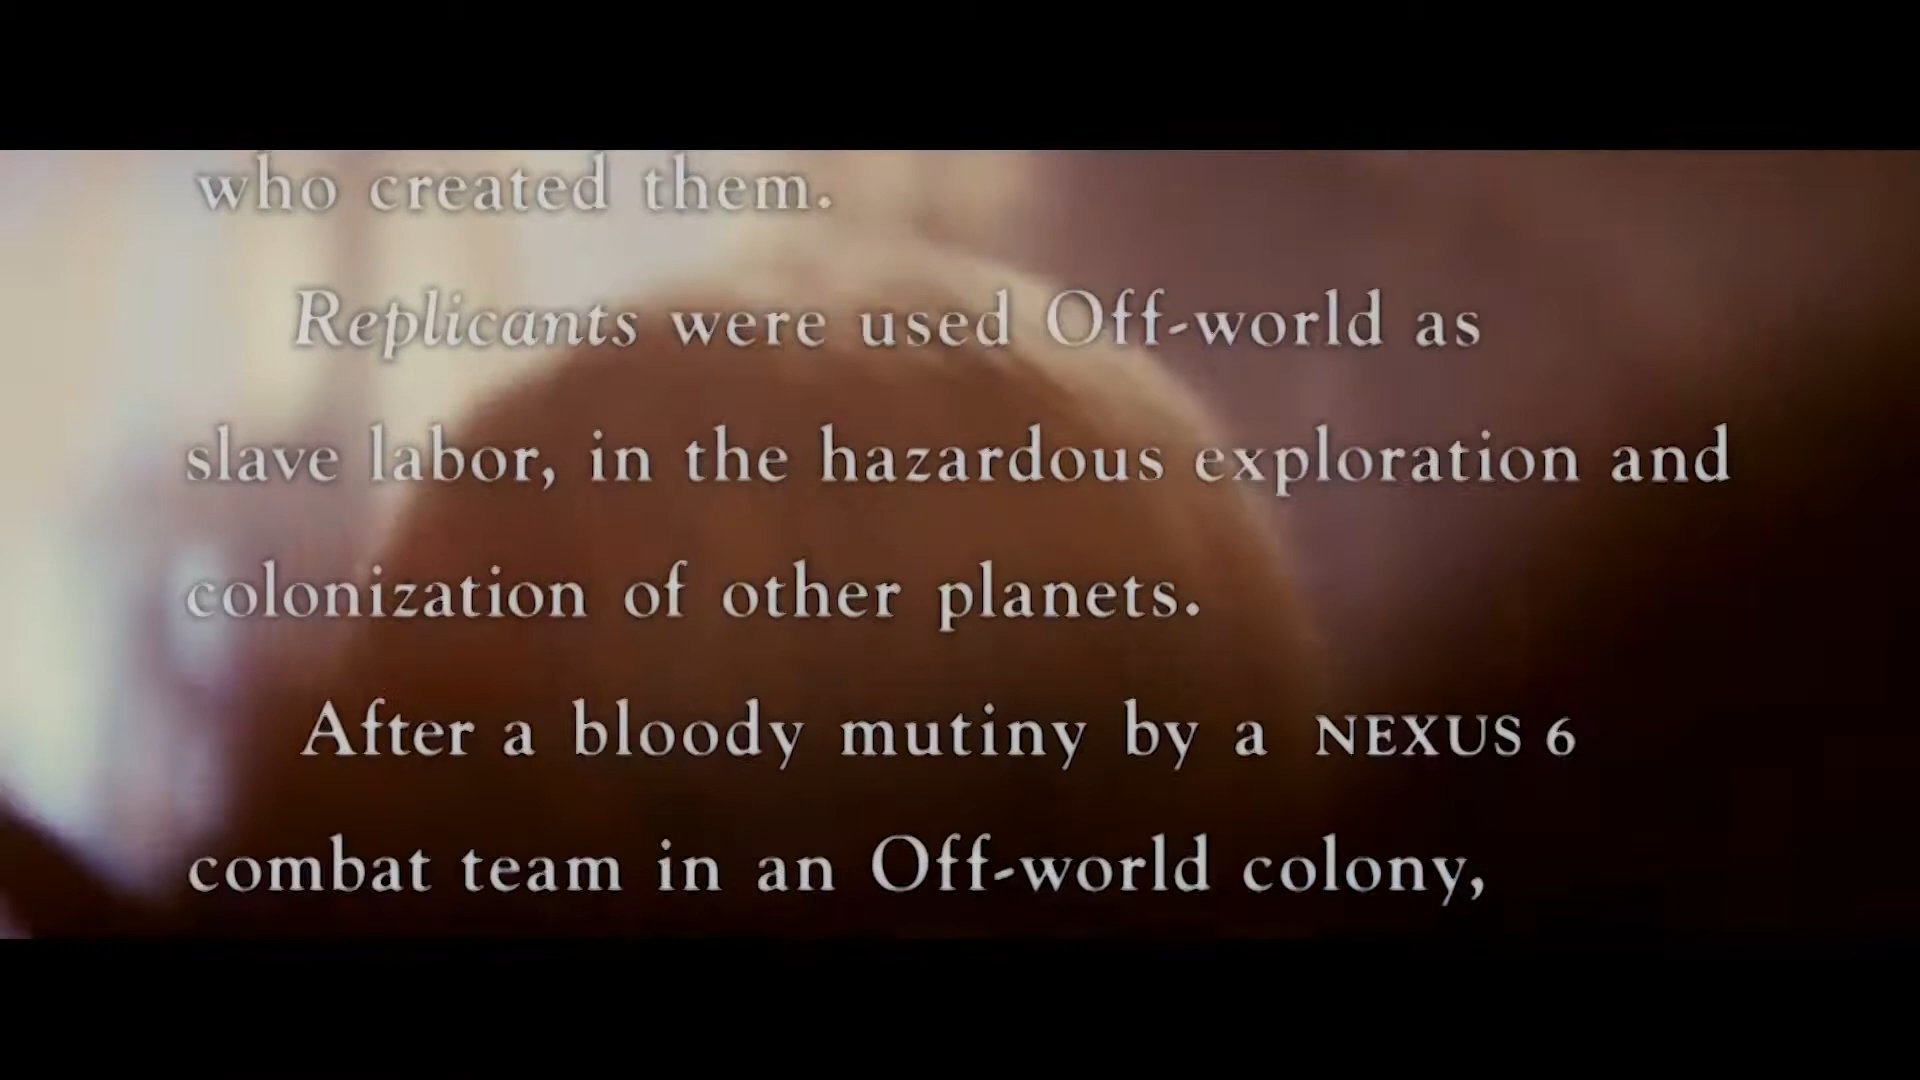 who created them.
Replicants were used Off-world as
slave labor, in the hazardous exploration and
colonization of other planets.
After a bloody mutiny by a NEXUS 6
combat team in an Off-world colony,